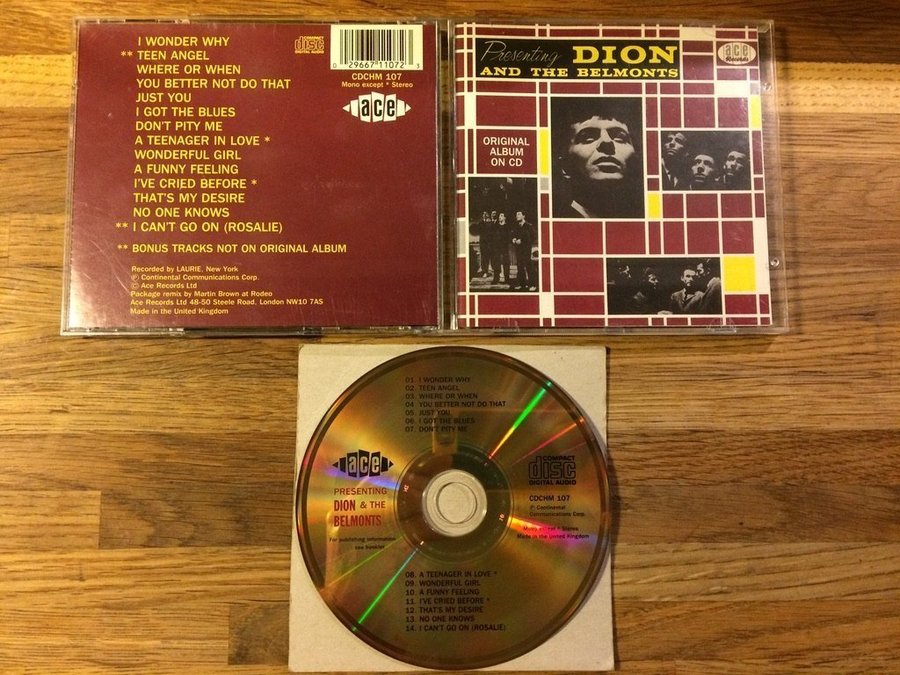 I WONDER WHY
** TEEN ANGEL
WHERE OR WHEN
YOU BETTER NOT DO THAT
JUST YOU
I GOT THE BLUES
DON'T PITY ME
A TEENAGER IN LOVE *
WONDERFUL GIRL
A FUNNY FEELING
I'VE CRIED BEFORE *
THAT'S MY DESIRE
NO ONE KNOWS
** I CAN'T GO ON (ROSALIE)
** BONUS TRACKS NOT ON ORIGINAL ALBUM
Recorded by LAURIE, New York
℗ Continental Communications Corp.
© Ace Records Ltd
Package remix by Martin Brown at Rodeo
Ace Records Ltd 48-50 Steele Road, London NW10 7AS
Made in the United Kingdom
COMPACT
disc
DIGITAL AUDIO
0 29667 11072 3
CDCHM 107
Mono except * Stereo
ace
Presenting DION
AND THE BELMONTS
ace
Records
ORIGINAL
ALBUM
ON CD
01. I WONDER WHY
02. TEEN ANGEL
03. WHERE OR WHEN
04. YOU BETTER NOT DO THAT
05. JUST YOU
06. I GOT THE BLUES
07. DON'T PITY ME
ace
PRESENTING
DION & THE
BELMONTS
For publishing information
see booklet
COMPACT
disc
DIGITAL AUDIO
CDCHM 107
℗ Continental
Communications Corp.
Mono except * Stereo
Made in the United Kingdom
08. A TEENAGER IN LOVE *
09. WONDERFUL GIRL
10. A FUNNY FEELING
11. I'VE CRIED BEFORE *
12. THAT'S MY DESIRE
13. NO ONE KNOWS
14. I CAN'T GO ON (ROSALIE)